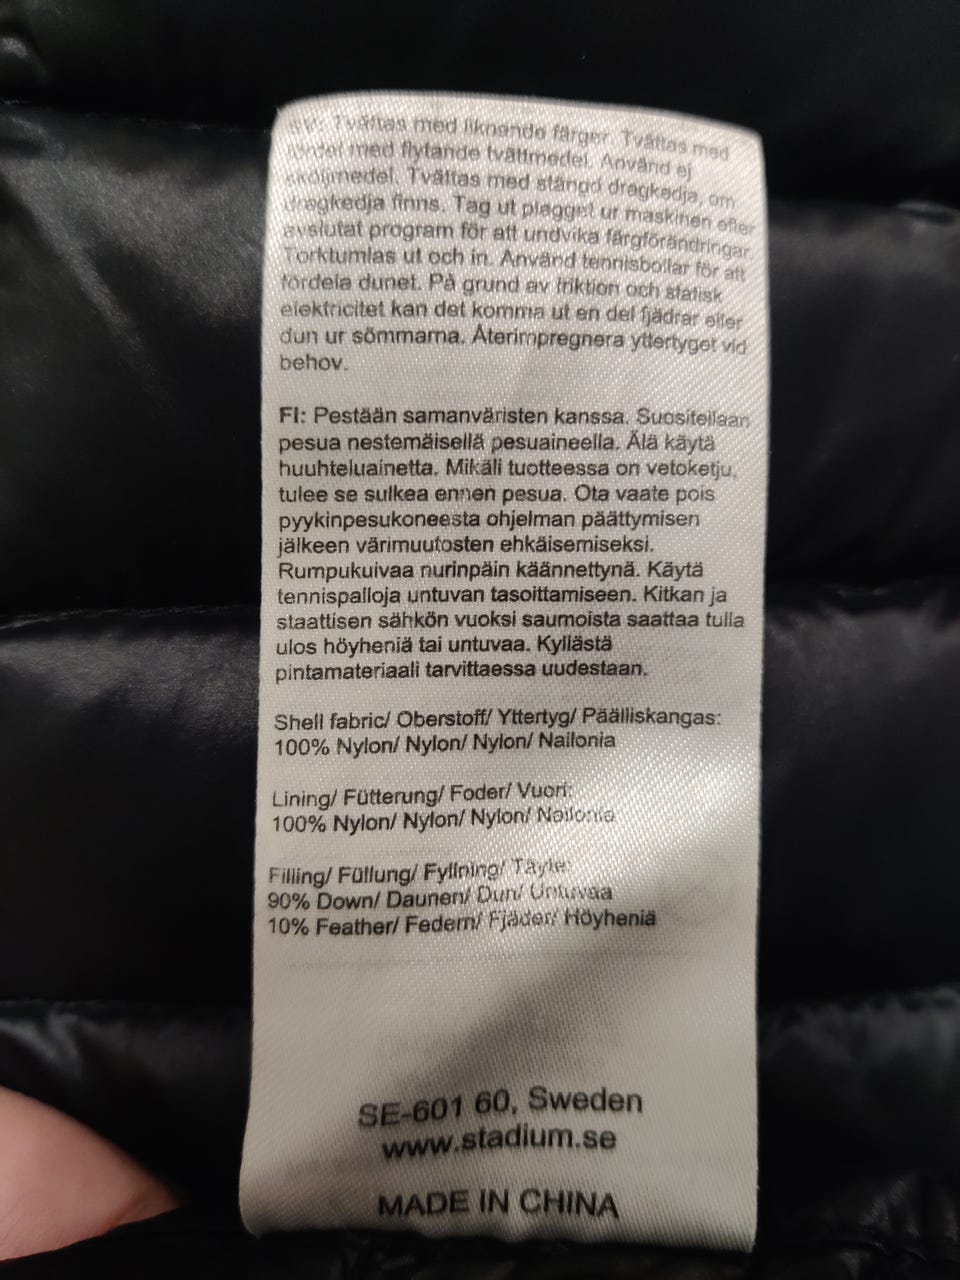 SV: Tvättas med liknande färger. Tvättas med
fördel med flytande tvättmedel. Använd ej
sköljmedel. Tvättas med stängd dragkedja, om
dragkedja finns. Tag ut plagget ur maskinen efter
avslutat program för att undvika färgförändringar
Torktumlas ut och in. Använd tennisbollar för att
fördela dunet. På grund av friktion och statisk
elektricitet kan det komma ut en del fjädrar eller
dun ur sömmarna. Återimpregnera yttertyget vid
behov.
FI: Pestään samanväristen kanssa. Suositellaan
pesua nestemäisellä pesuaineella. Älä käytä
huuhteluainetta. Mikäli tuotteessa on vetoketju,
tulee se sulkea ennen pesua. Ota vaate pois
pyykinpesukoneesta ohjelman päättymisen
jälkeen värimuutosten ehkäisemiseksi.
Rumpukuivaa nurinpäin käännettynä. Käytä
tennispalloja untuvan tasoittamiseen. Kitkan ja
staattisen sähkön vuoksi saumoista saattaa tulla
ulos höyheniä tai untuvaa. Kyllästä
pintamateriaali tarvittaessa uudestaan.
Shell fabric/ Oberstoff/ Yttertyg/ Päälliskangas:
100% Nylon/ Nylon/ Nylon/ Nailonia
Lining/ Fütterung/ Foder/ Vuori:
100% Nylon/ Nylon/ Nylon/ Nailonia
Filling/ Füllung/ Fyllning/ Täyte:
90% Down/ Daunen/ Dun/ Untuvaa
10% Feather/ Federn/ Fjäder/ Höyheniä
SE-601 60, Sweden
www.stadium.se
MADE IN CHINA